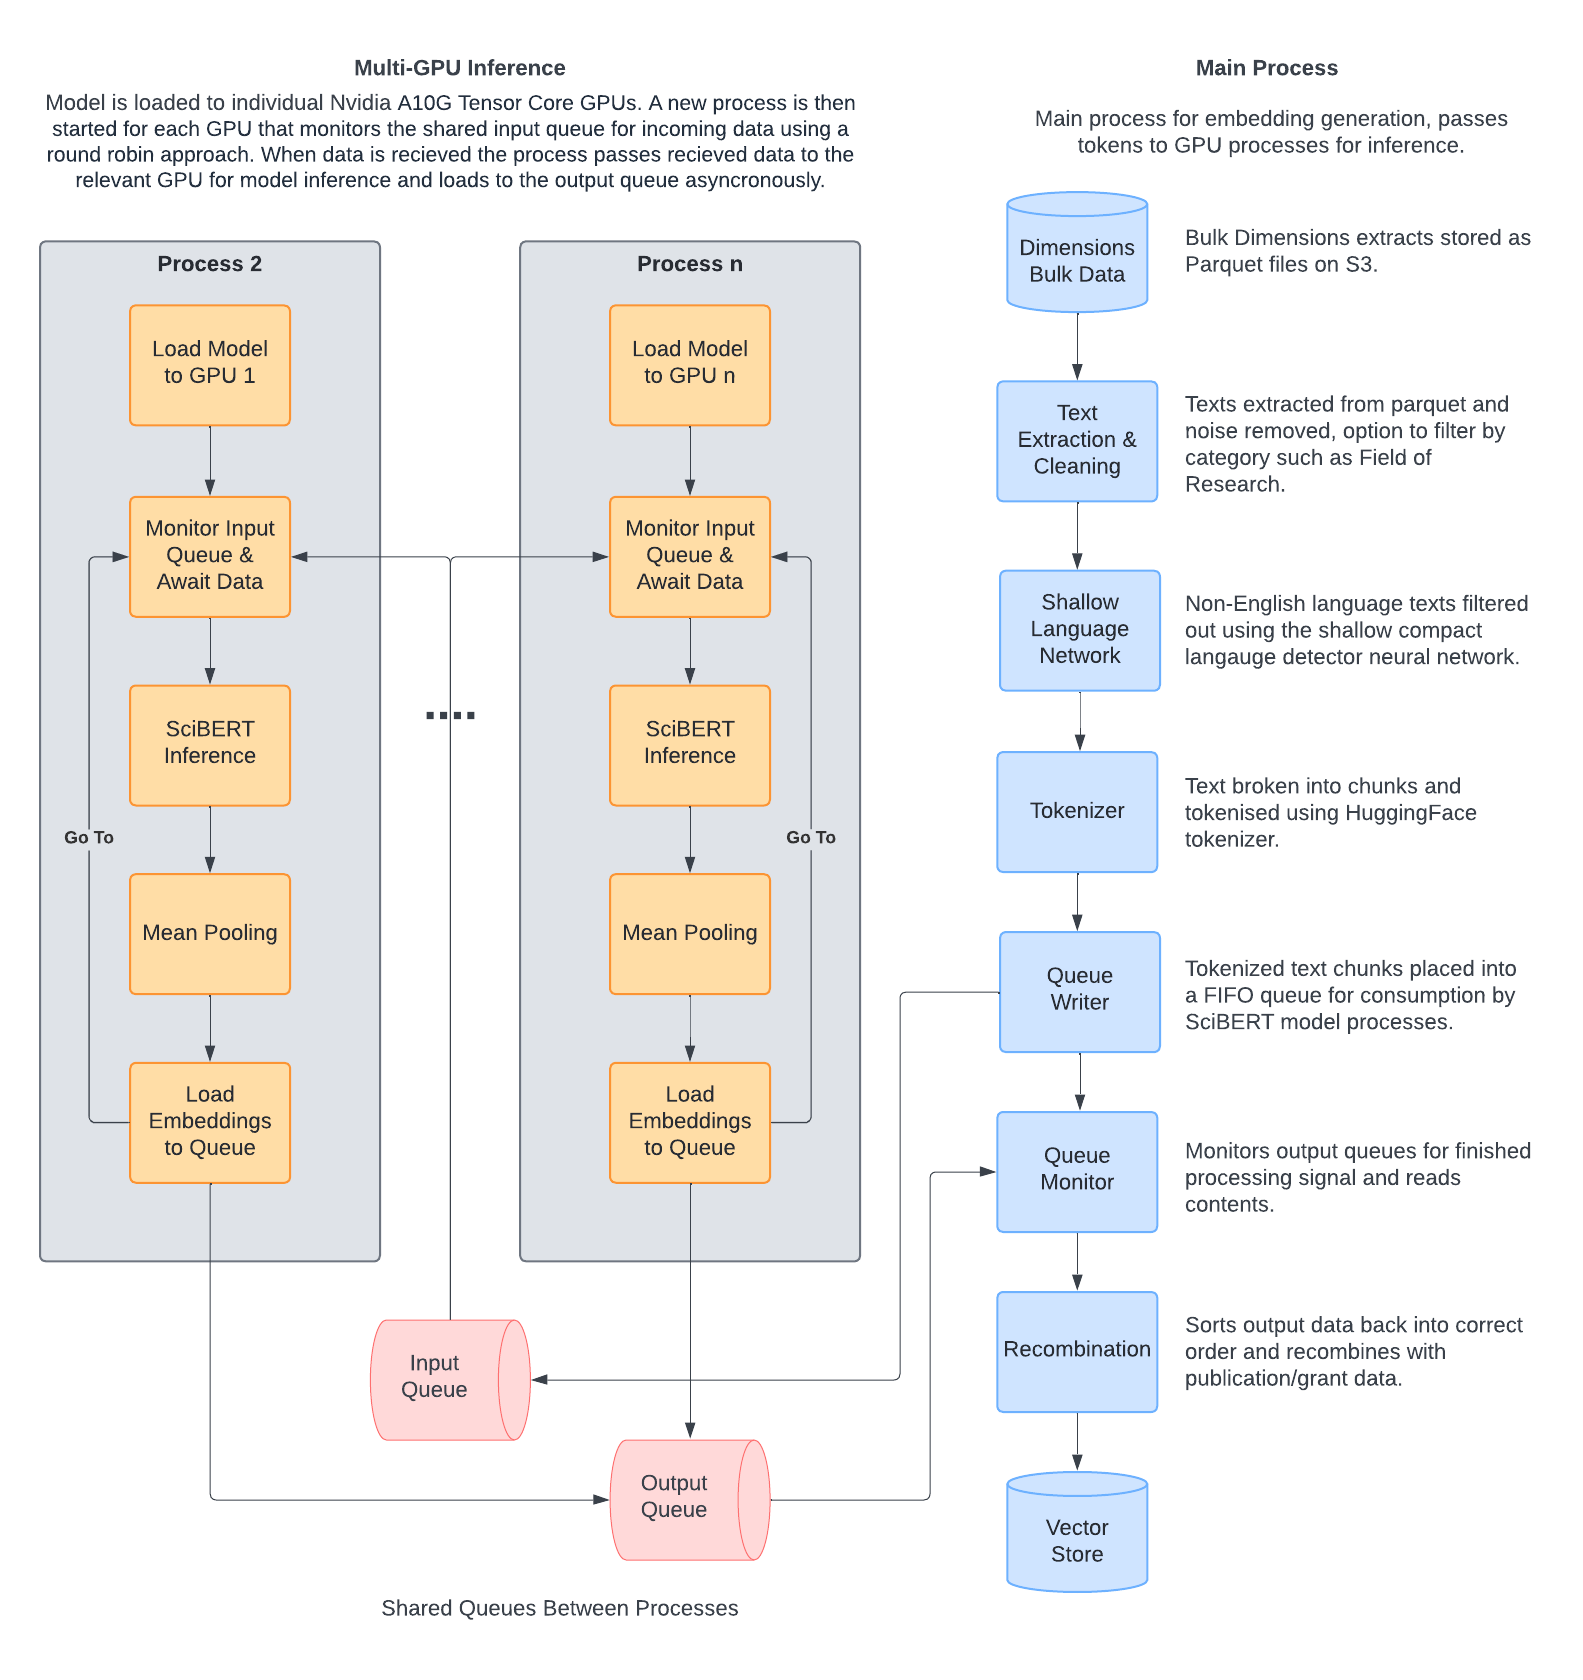 Multi-GPU Inference
Model is loaded to individual Nvidia A10G Tensor Core GPUs. A new process is then
started for each GPU that monitors the shared input queue for incoming data using a
round robin approach. When data is recieved the process passes recieved data to the
relevant GPU for model inference and loads to the output queue asyncronously.
Process 2
Load Model
to GPU 1
Monitor Input
Queue &
Await Data
SciBERT
Inference
Go To
Mean Pooling
Load
Embeddings
to Queue
....
Process n
Load Model
to GPU n
Monitor Input
Queue &
Await Data
SciBERT
Inference
Go To
Mean Pooling
Load
Embeddings
to Queue
Input
Queue
Output
Queue
Shared Queues Between Processes
Main Process
Main process for embedding generation, passes
tokens to GPU processes for inference.
Dimensions
Bulk Data
Bulk Dimensions extracts stored as
Parquet files on S3.
Text
Extraction &
Cleaning
Texts extracted from parquet and
noise removed, option to filter by
category such as Field of
Research.
Shallow
Language
Network
Non-English language texts filtered
out using the shallow compact
langauge detector neural network.
Tokenizer
Text broken into chunks and
tokenised using HuggingFace
tokenizer.
Queue
Writer
Tokenized text chunks placed into
a FIFO queue for consumption by
SciBERT model processes.
Queue
Monitor
Monitors output queues for finished
processing signal and reads
contents.
Recombination
Sorts output data back into correct
order and recombines with
publication/grant data.
Vector
Store